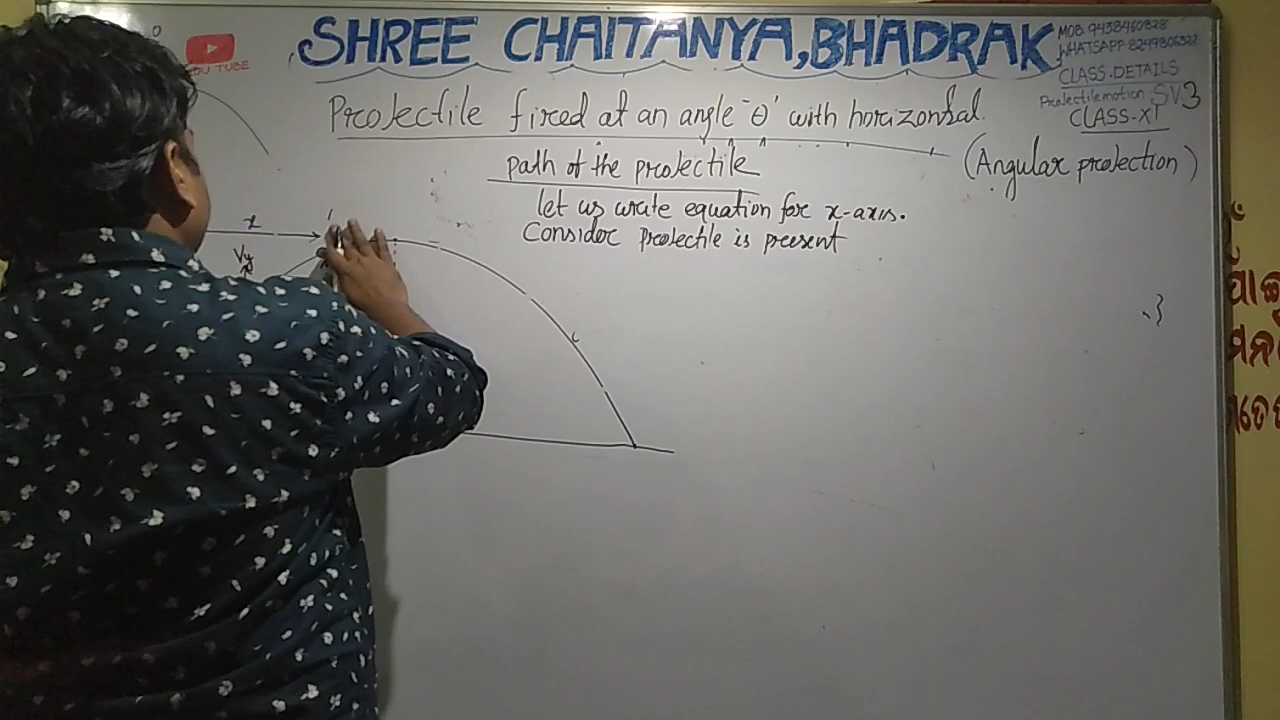 SHREE CHAITANYA, BHADRAK
MOB. 9438460828
WHATSAPP. 8249806322
CLASS-DETAILS
Projectile motion SV3
CLASS-XI
YOU TUBE
Projectile fired at an angle 'θ' with horizontal.
(Angular projection)
path of the projectile
let us write equation for x-axis.
Consider projectile is present
x
Vy